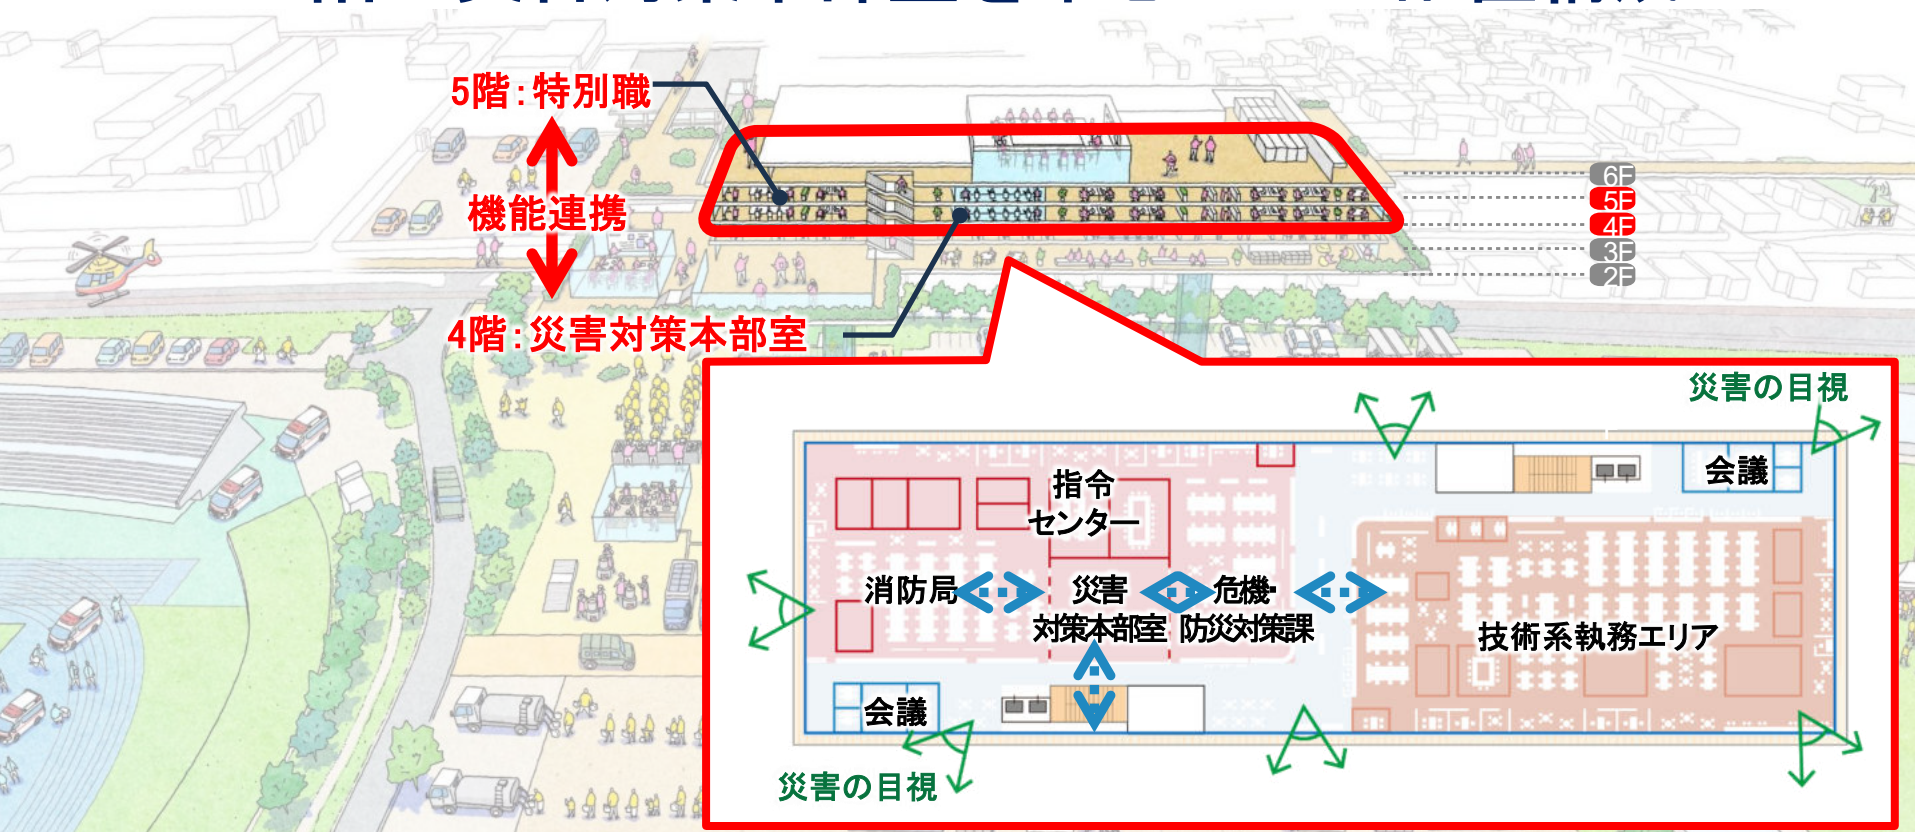 5階：特別職
機能連携
4階：災害対策本部室
6F
5F
4F
3F
2F
災害の目視
会議
指令
センター
消防局
災害
対策本部室
危機・
防災対策課
技術系執務エリア
会議
災害の目視